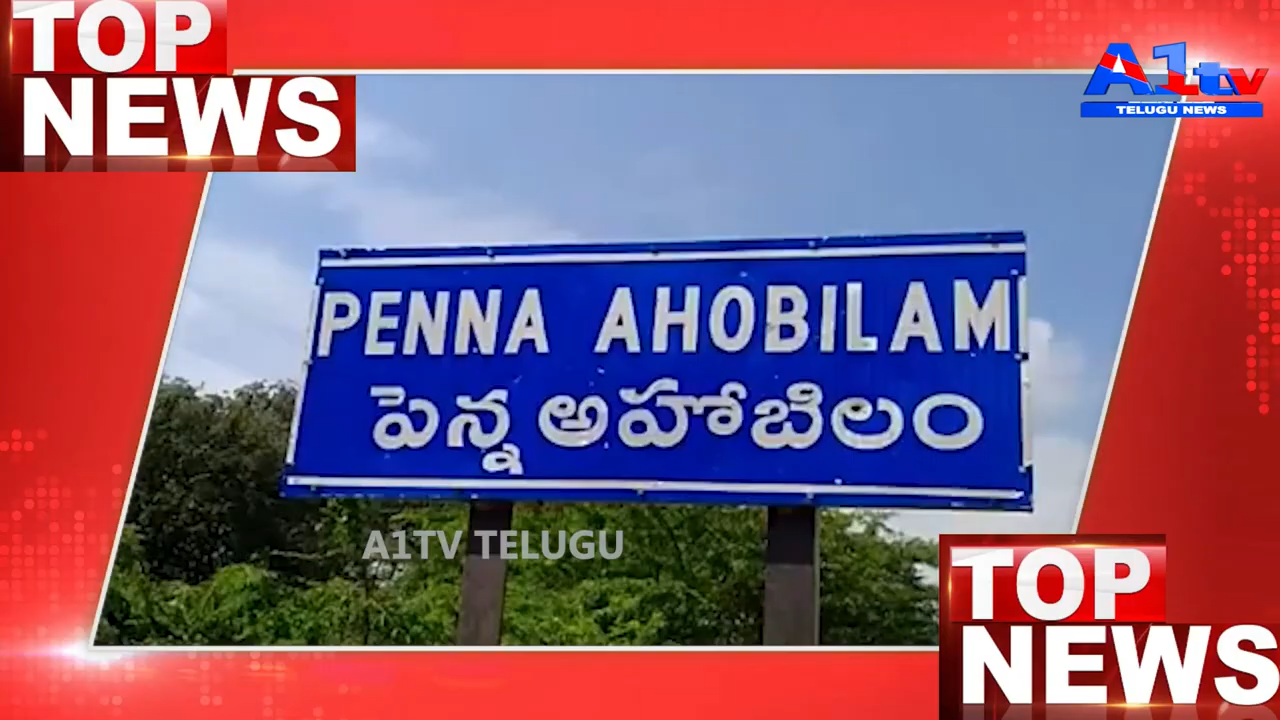 TOP
NEWS
A1tv
TELUGU NEWS
PENNA AHOBILAM
పెన్న అహోబిలం
A1TV TELUGU
TOP
NEWS